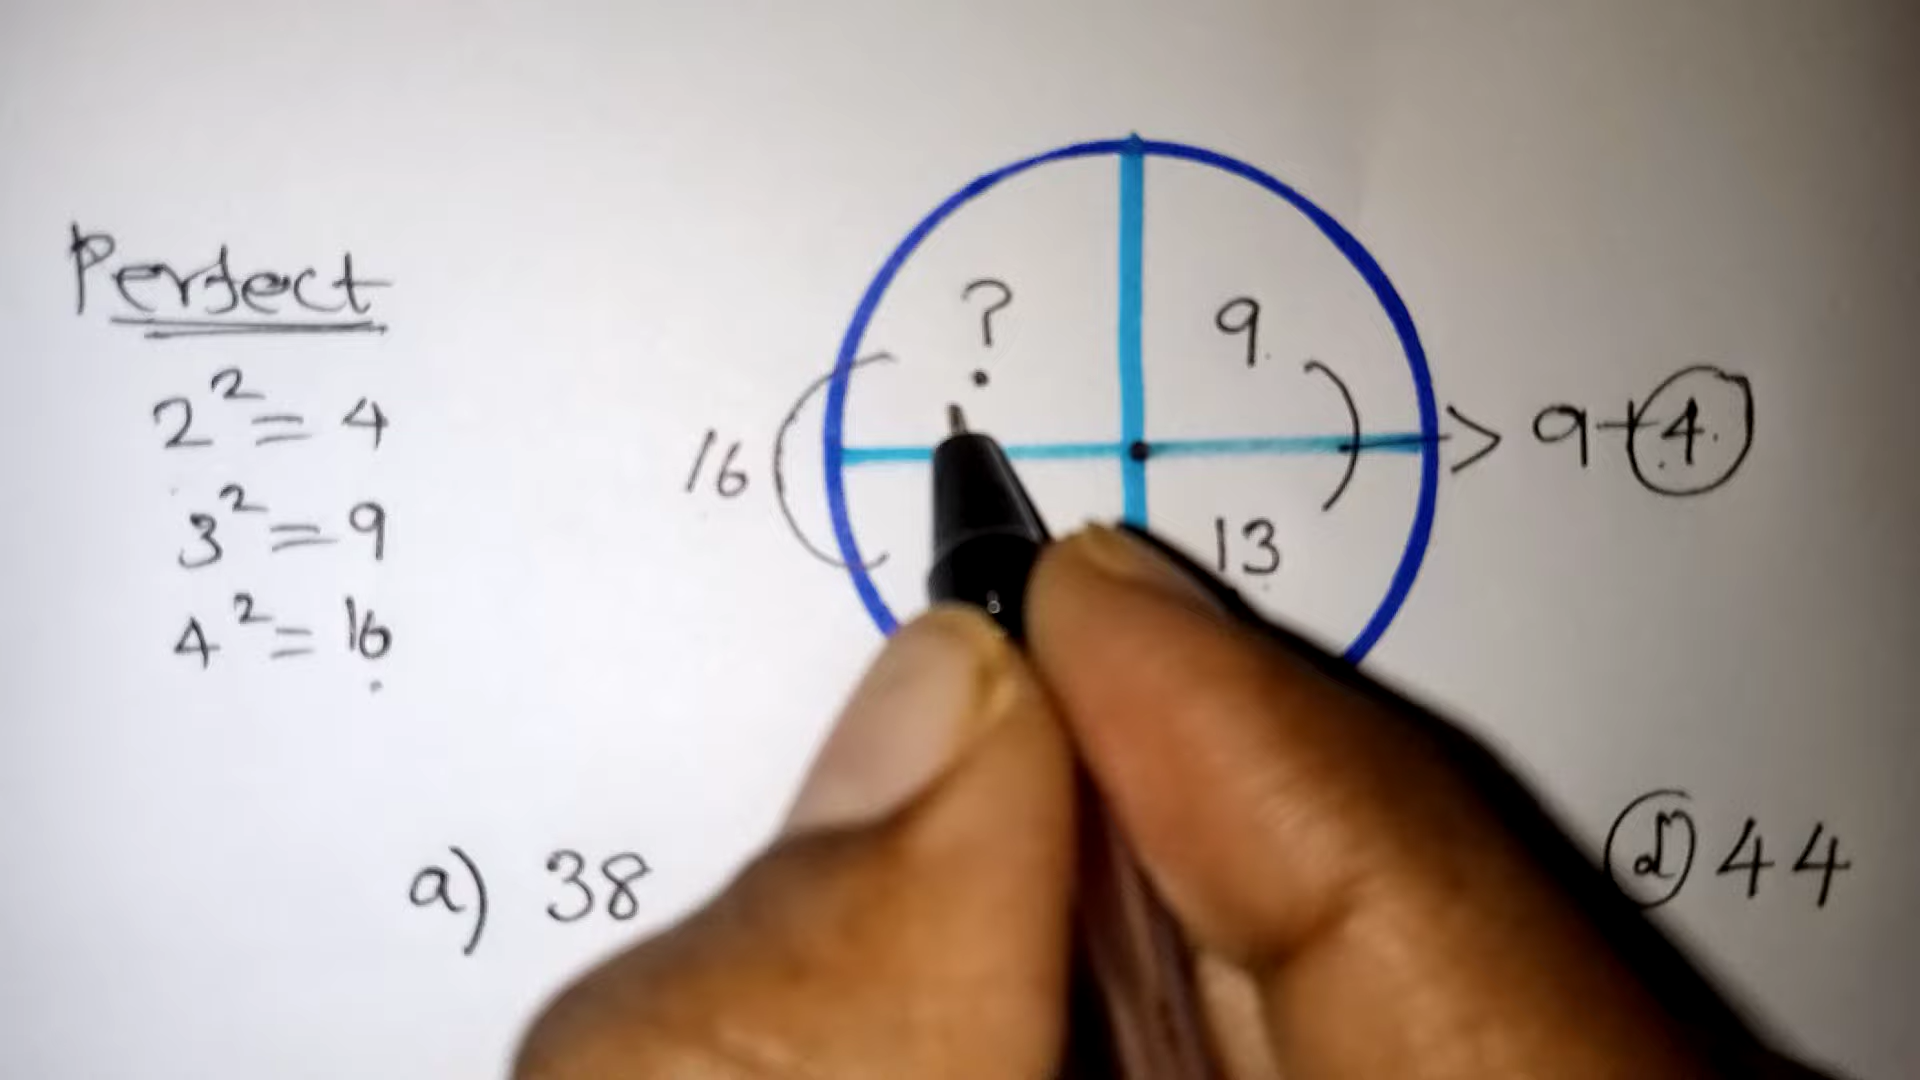 Perfect
2² = 4
3² = 9
4² = 16
? 9
16
9+4
13
a) 38
d) 44